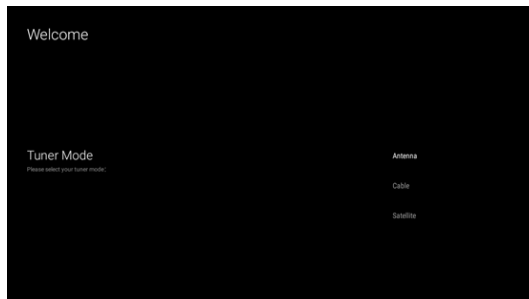 Welcome
Tuner Mode
Please select your tuner mode:
Antenna
Cable
Satellite